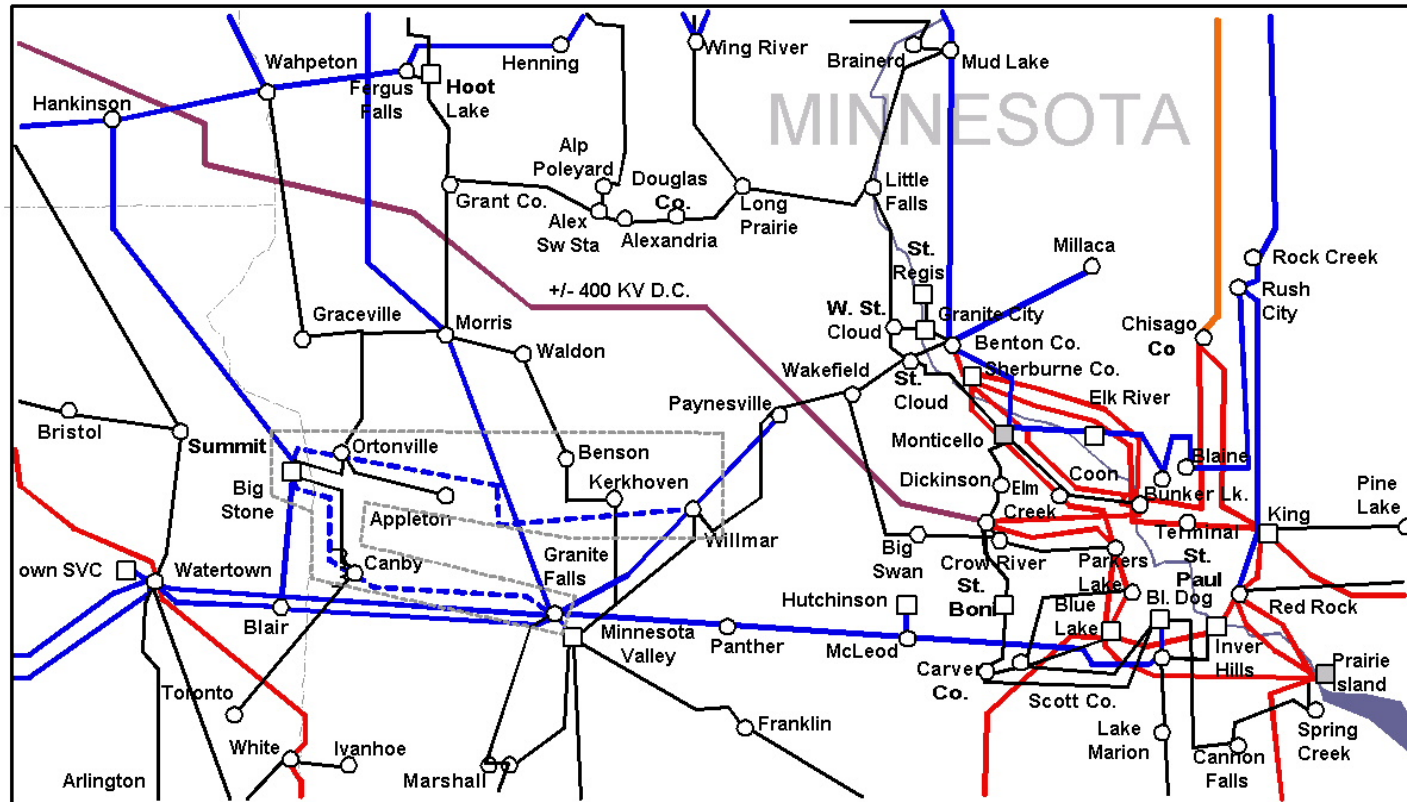 Wing River
Brainerd
Mud Lake
Wahpeton
Henning
Fergus
Falls
Hoot
Lake
Hankinson
MINNESOTA
Alp
Poleyard
Douglas
Co.
Little
Falls
Grant Co.
Long
Prairie
Alex
Sw Sta
Alexandria
St.
Regis
Millaca
Rock Creek
Rush
City
+/- 400 KV D.C.
W. St.
Cloud
Granite City
Graceville
Morris
Chisago
Co
Benton Co.
Waldon
Wakefield
St.
Cloud
Sherburne Co.
Elk River
Paynesville
Bristol
Summit
Ortonville
Monticello
Benson
Blaine
Coon
Dickinson
Big
Stone
Kerkhoven
Elm
Creek
Bunker Lk.
Pine
Lake
Appleton
King
Terminal
Willmar
Granite
Falls
Big
Swan
Crow River
Parkers
Lake
St.
Paul
own SVC
Watertown
Canby
St.
Boni
Hutchinson
Blue
Lake
Bl. Dog
Red Rock
Blair
Minnesota
Valley
Panther
McLeod
Inver
Hills
Carver
Co.
Prairie
Island
Toronto
Scott Co.
Franklin
Lake
Marion
Spring
Creek
White
Ivanhoe
Cannon
Falls
Arlington
Marshall